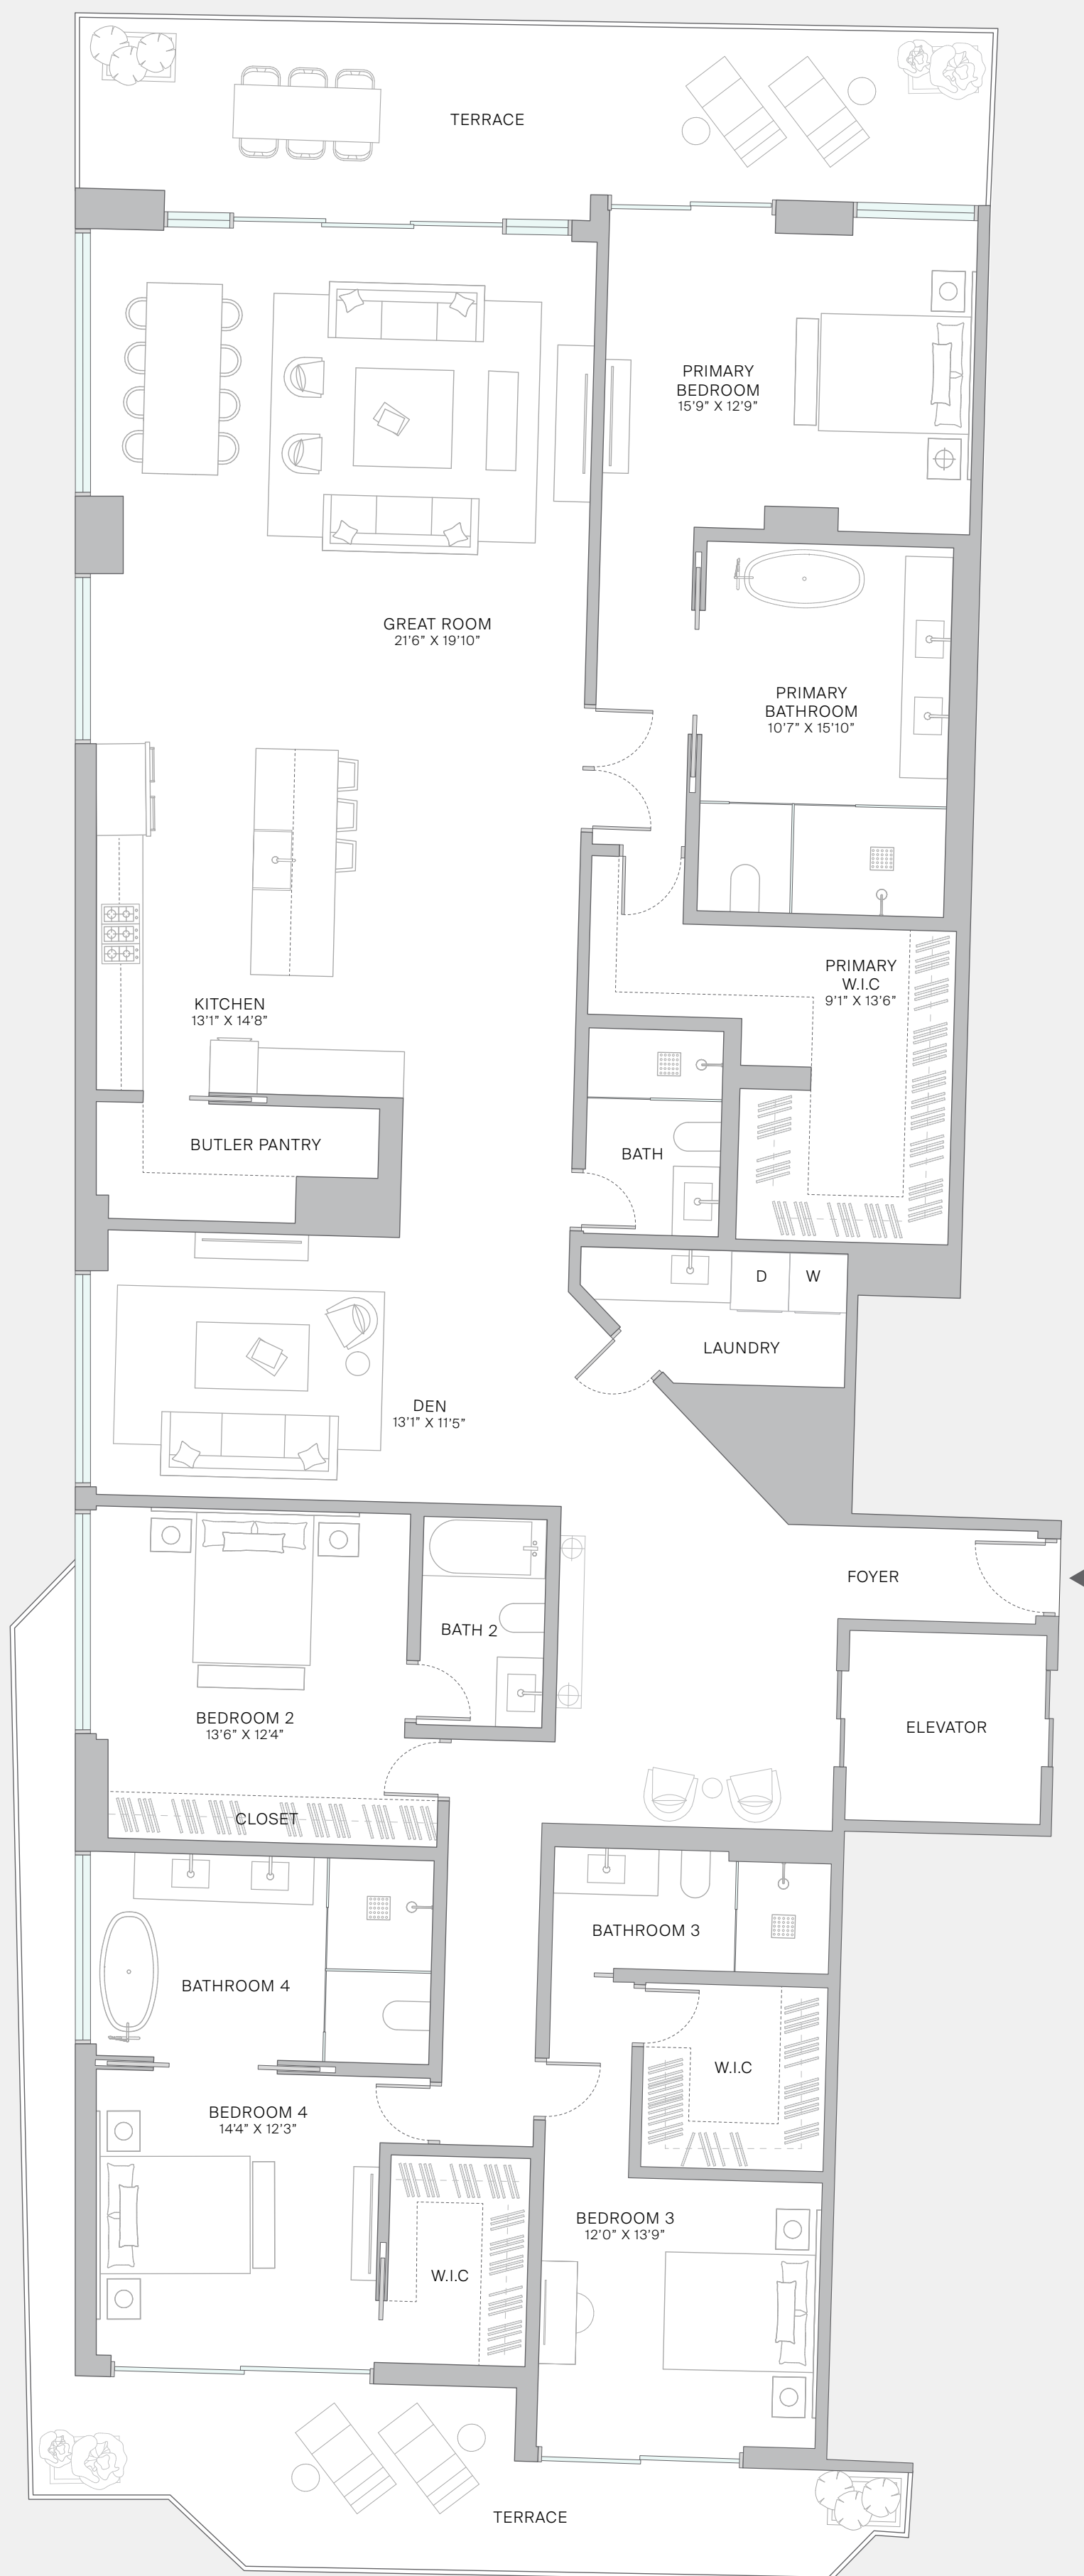 TERRACE
PRIMARY
BEDROOM
15'9" X 12'9"
GREAT ROOM
21'6" X 19'10"
PRIMARY
BATHROOM
10'7" X 15'10"
PRIMARY
W.I.C
9'1" X 13'6"
KITCHEN
13'1" X 14'8"
BUTLER PANTRY
BATH
D
W
LAUNDRY
DEN
13'1" X 11'5"
FOYER
BATH 2
BEDROOM 2
13'6" X 12'4"
ELEVATOR
CLOSET
BATHROOM 3
BATHROOM 4
W.I.C
BEDROOM 4
14'4" X 12'3"
BEDROOM 3
12'0" X 13'9"
W.I.C
TERRACE